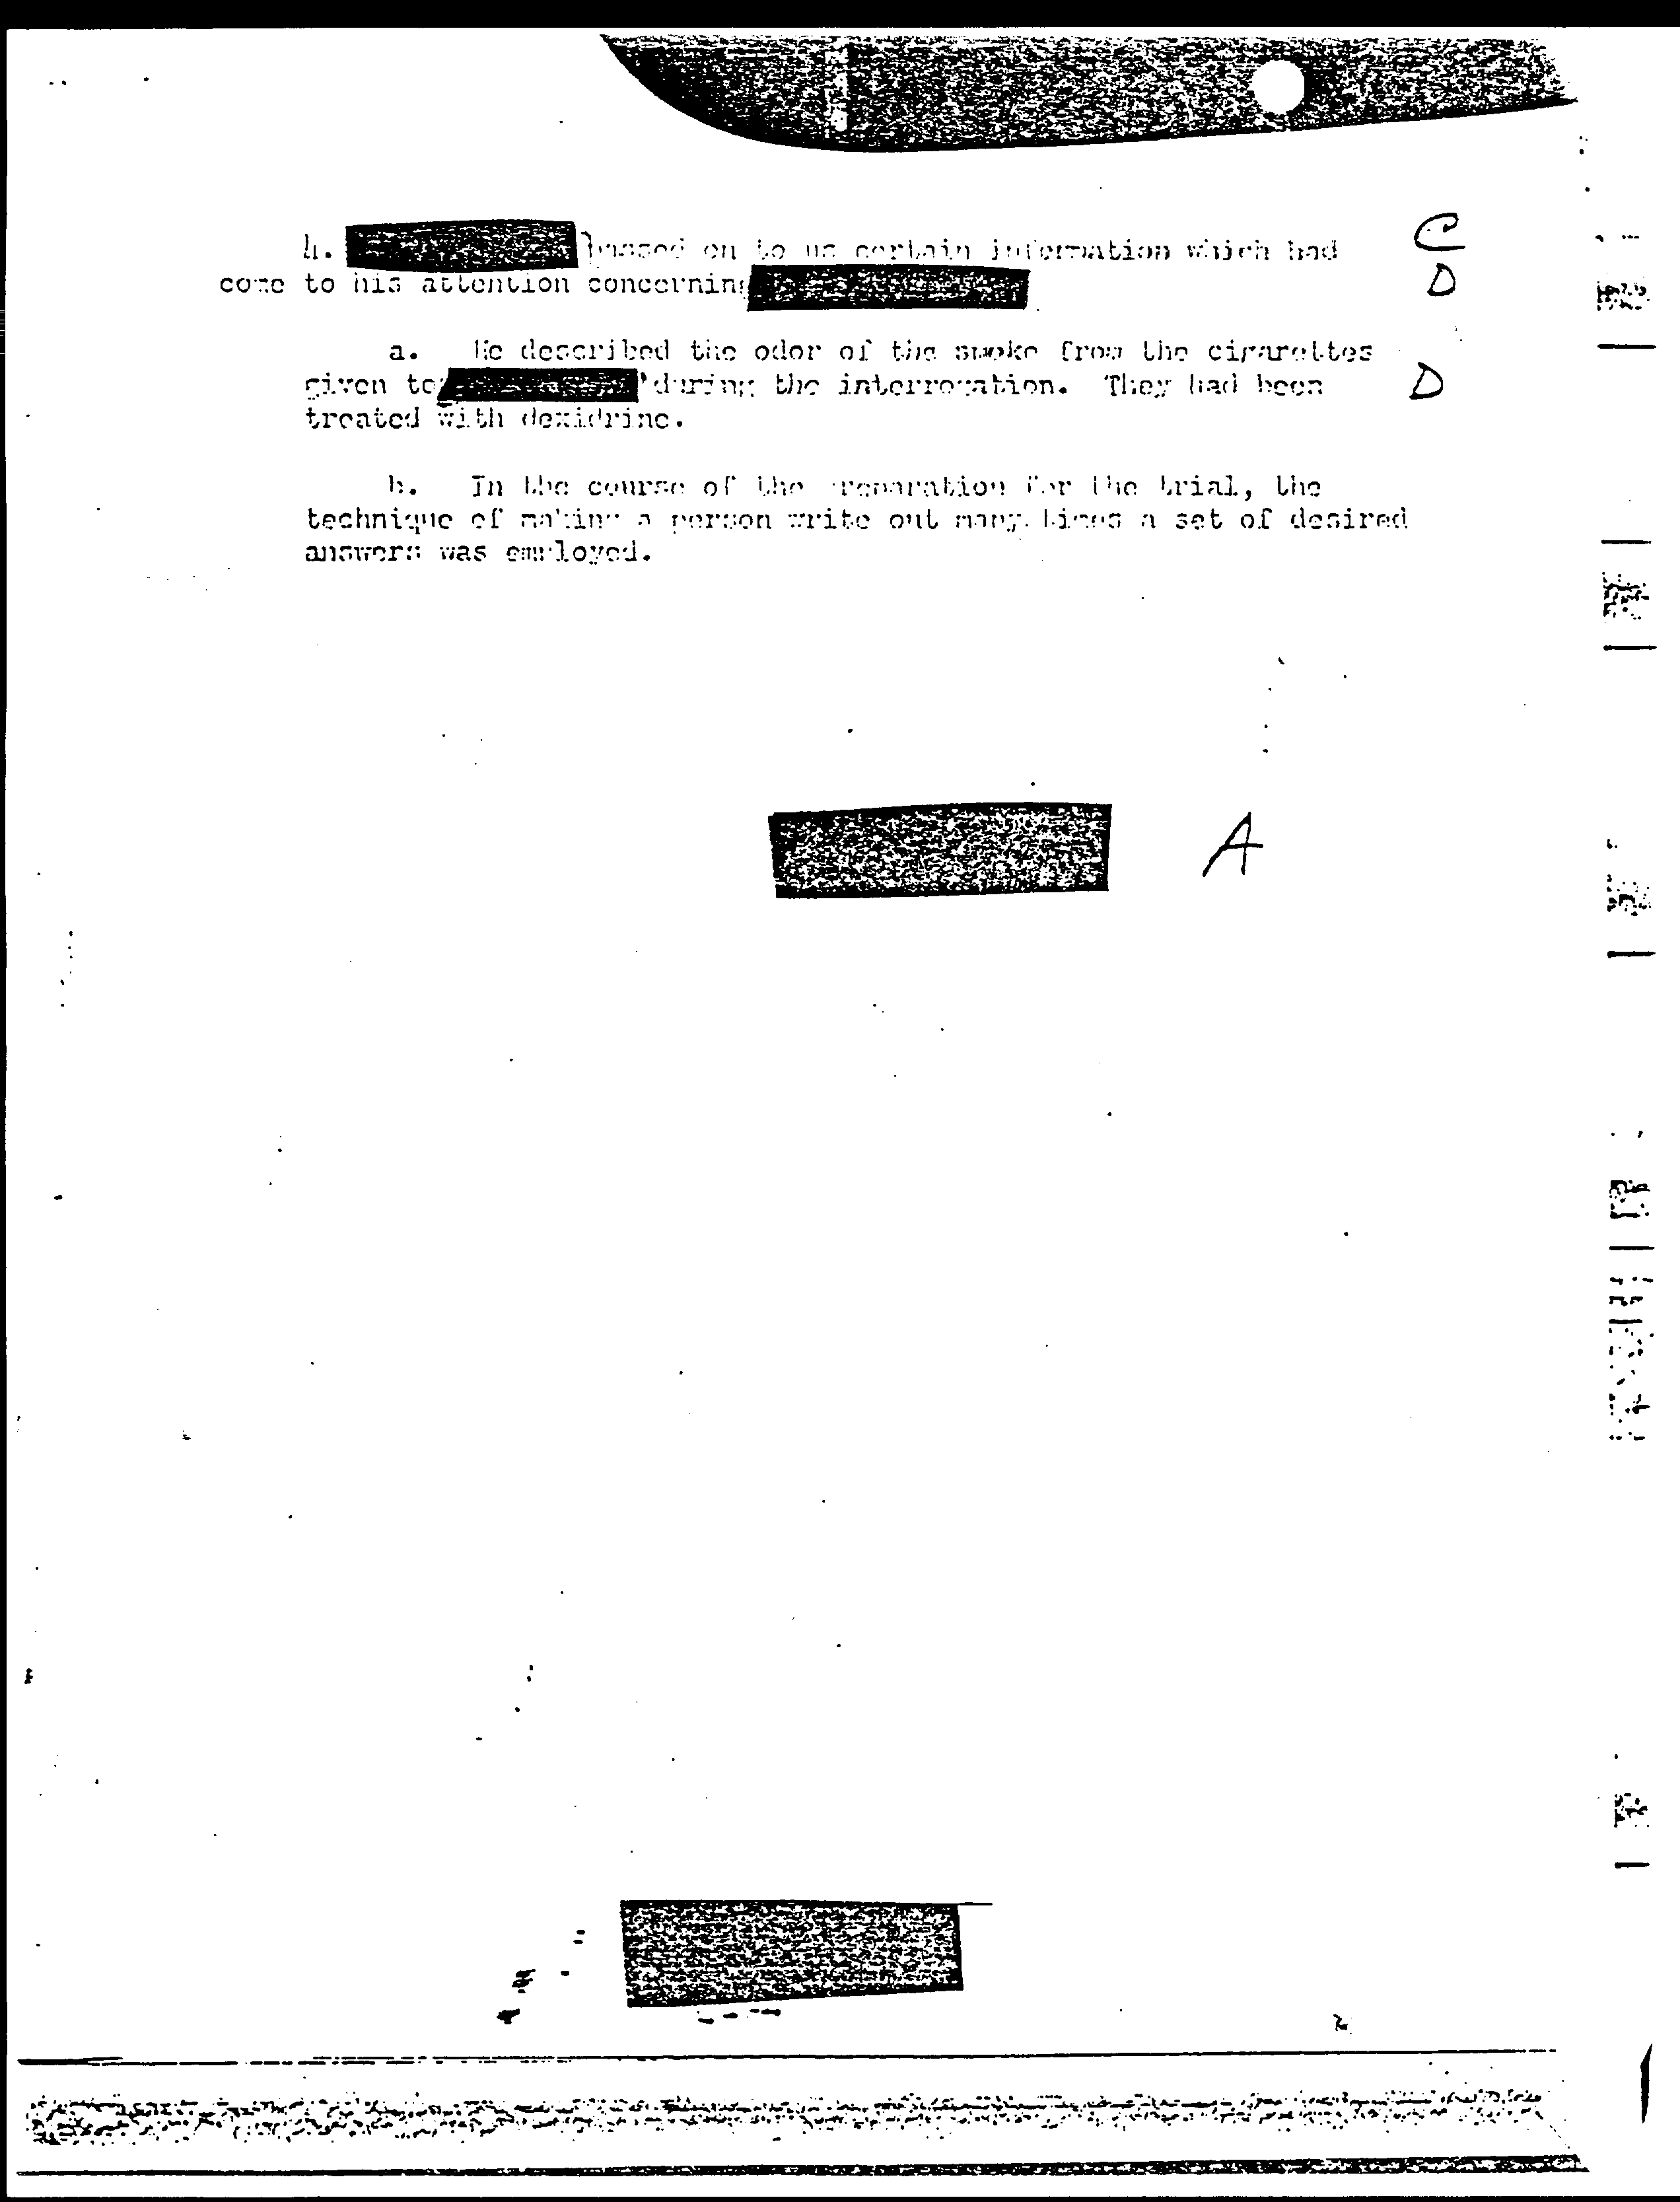 4. passed on to us certain information which had C
come to his attention concerning D
a. He described the odor of the smoke from the cigarettes
given to during the interrogation. They had been D
treated with dexidrine.
b. In the course of the preparation for the trial, the
technique of making a person write out many times a set of desired
answers was employed.
A